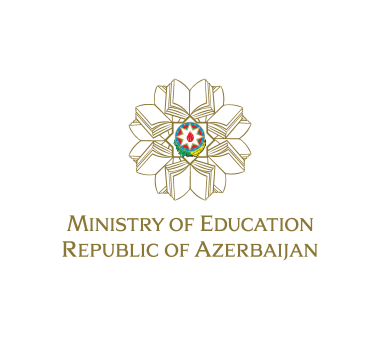 Ministry of Education
Republic of Azerbaijan